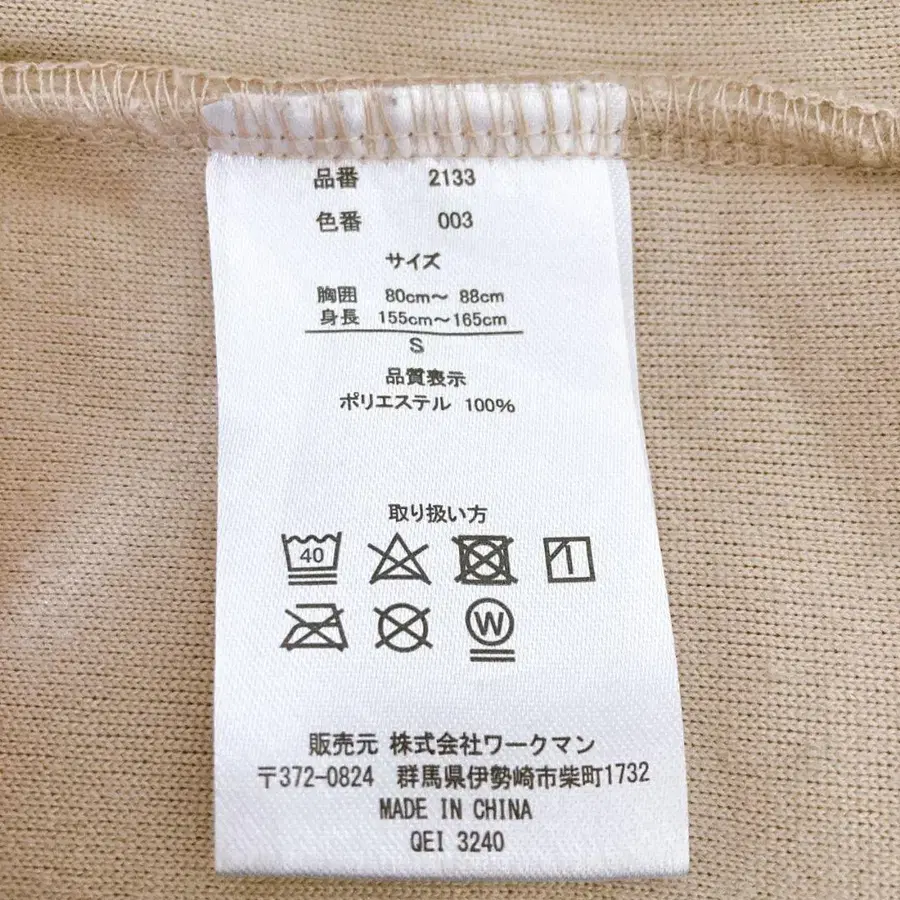 品番 2133
色番 003
サイズ
胸囲 80cm〜 88cm
身長 155cm〜165cm
S
品質表示
ポリエステル 100%
取り扱い方
40
W
販売元 株式会社ワークマン
〒372-0824 群馬県伊勢崎市柴町1732
MADE IN CHINA
QEI 3240